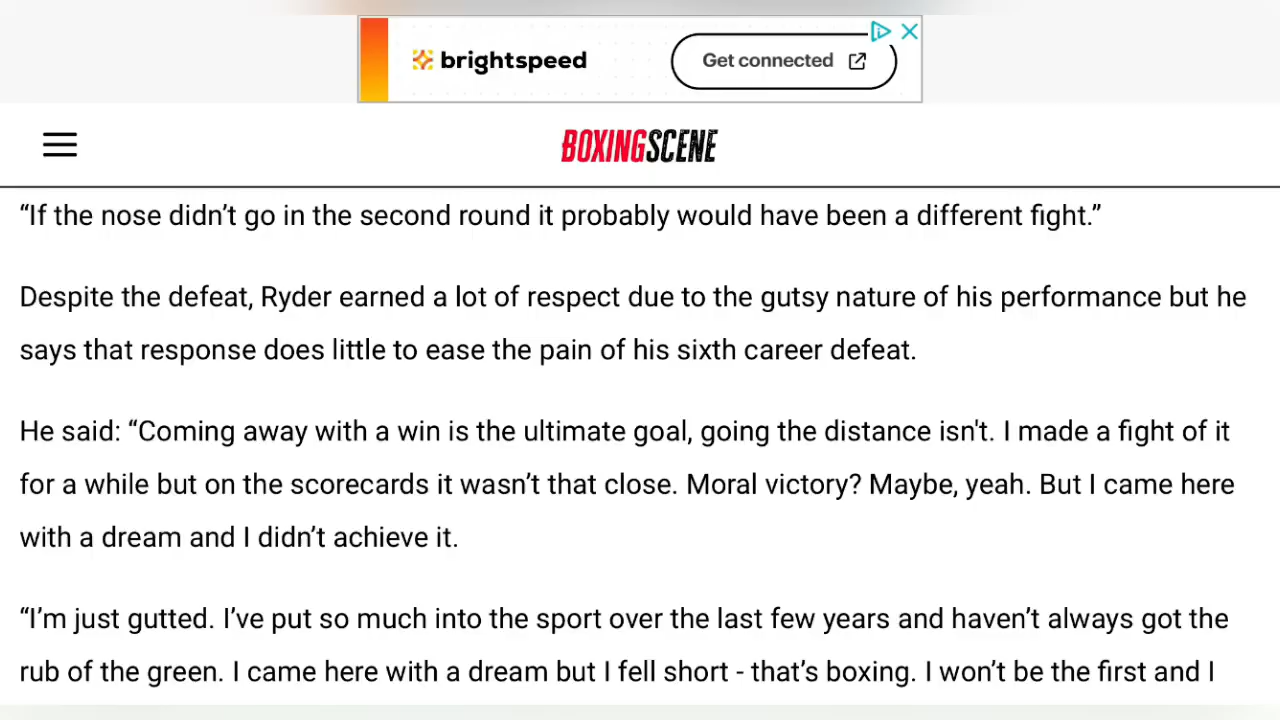 brightspeed
Get connected
BOXINGSCENE
“If the nose didn’t go in the second round it probably would have been a different fight.”
Despite the defeat, Ryder earned a lot of respect due to the gutsy nature of his performance but he
says that response does little to ease the pain of his sixth career defeat.
He said: “Coming away with a win is the ultimate goal, going the distance isn't. I made a fight of it
for a while but on the scorecards it wasn’t that close. Moral victory? Maybe, yeah. But I came here
with a dream and I didn’t achieve it.
“I’m just gutted. I’ve put so much into the sport over the last few years and haven’t always got the
rub of the green. I came here with a dream but I fell short - that’s boxing. I won’t be the first and I